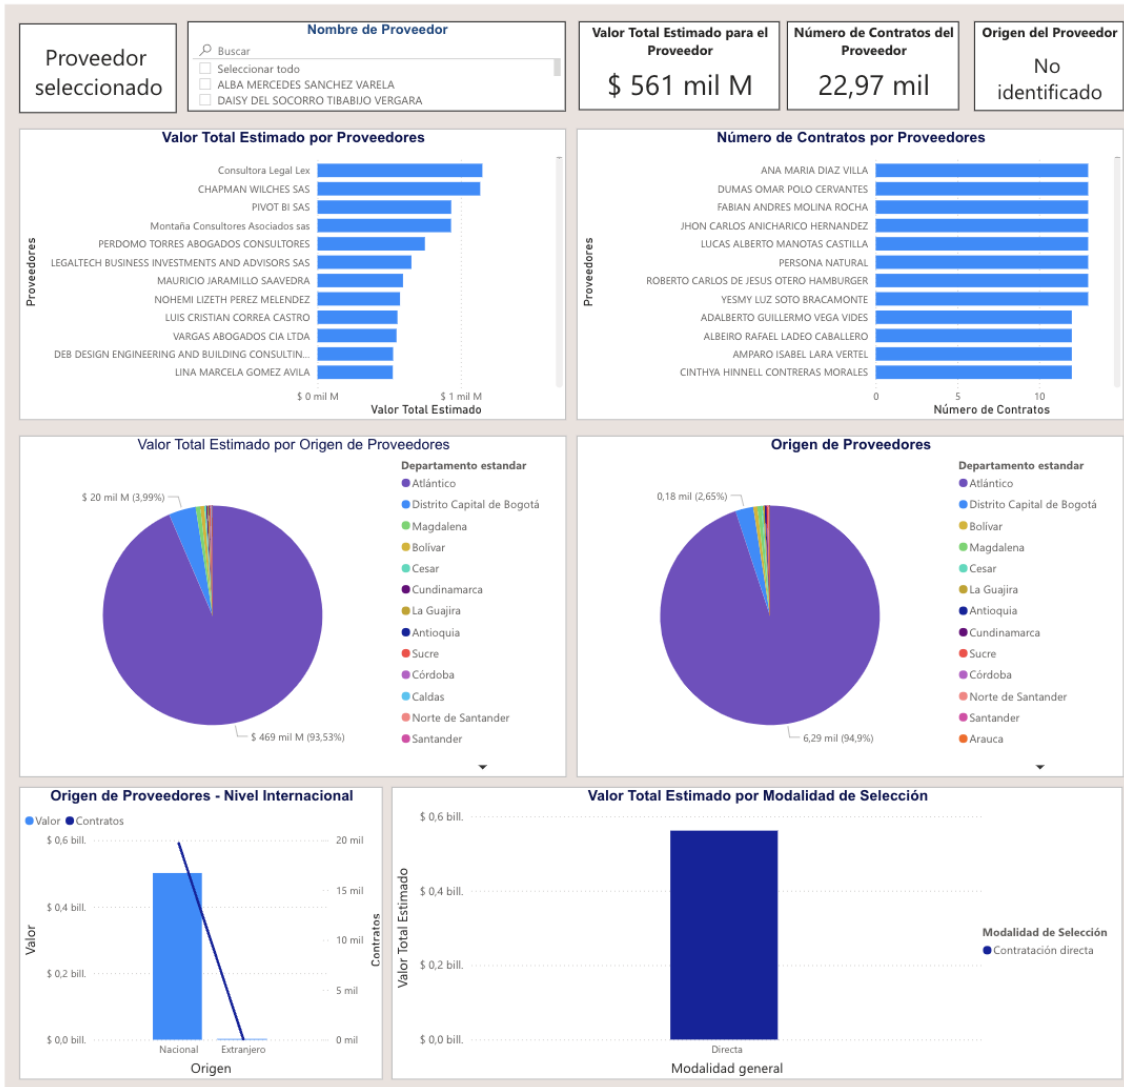 Proveedor
seleccionado
Nombre de Proveedor
Buscar
Seleccionar todo
ALBA MERCEDES SANCHEZ VARELA
DAISY DEL SOCORRO TIBABIJO VERGARA
Valor Total Estimado para el
Proveedor
$ 561 mil M
Número de Contratos del
Proveedor
22,97 mil
Origen del Proveedor
No
identificado
Valor Total Estimado por Proveedores
Proveedores
Consultora Legal Lex
CHAPMAN WILCHES SAS
PIVOT BI SAS
Montaña Consultores Asociados sas
PERDOMO TORRES ABOGADOS CONSULTORES
LEGALTECH BUSINESS INVESTMENTS AND ADVISORS SAS
MAURICIO JARAMILLO SAAVEDRA
NOHEMI LIZETH PEREZ MELENDEZ
LUIS CRISTIAN CORREA CASTRO
VARGAS ABOGADOS CIA LTDA
DEB DESIGN ENGINEERING AND BUILDING CONSULTIN...
LINA MARCELA GOMEZ AVILA
$ 0 mil M $ 1 mil M
Valor Total Estimado
Número de Contratos por Proveedores
Proveedores
ANA MARIA DIAZ VILLA
DUMAS OMAR POLO CERVANTES
FABIAN ANDRES MOLINA ROCHA
JHON CARLOS ANICHARICO HERNANDEZ
LUCAS ALBERTO MANOTAS CASTILLA
PERSONA NATURAL
ROBERTO CARLOS DE JESUS OTERO HAMBURGER
YESMY LUZ SOTO BRACAMONTE
ADALBERTO GUILLERMO VEGA VIDES
ALBEIRO RAFAEL LADEO CABALLERO
AMPARO ISABEL LARA VERTEL
CINTHYA HINNELL CONTRERAS MORALES
0 5 10
Número de Contratos
Valor Total Estimado por Origen de Proveedores
$ 20 mil M (3,99%)
$ 469 mil M (93,53%)
Departamento estandar
Atlántico
Distrito Capital de Bogotá
Magdalena
Bolívar
Cesar
Cundinamarca
La Guajira
Antioquia
Sucre
Córdoba
Caldas
Norte de Santander
Santander
Origen de Proveedores
0,18 mil (2,65%)
6,29 mil (94,9%)
Departamento estandar
Atlántico
Distrito Capital de Bogotá
Bolívar
Magdalena
Cesar
La Guajira
Antioquia
Cundinamarca
Sucre
Córdoba
Norte de Santander
Santander
Arauca
Origen de Proveedores - Nivel Internacional
Valor Contratos
Valor
$ 0,6 bill.
$ 0,4 bill.
$ 0,2 bill.
$ 0,0 bill.
20 mil
15 mil
10 mil
5 mil
0 mil
Contratos
Nacional Extranjero
Origen
Valor Total Estimado por Modalidad de Selección
Valor Total Estimado
$ 0,6 bill.
$ 0,4 bill.
$ 0,2 bill.
$ 0,0 bill.
Directa
Modalidad general
Modalidad de Selección
Contratación directa